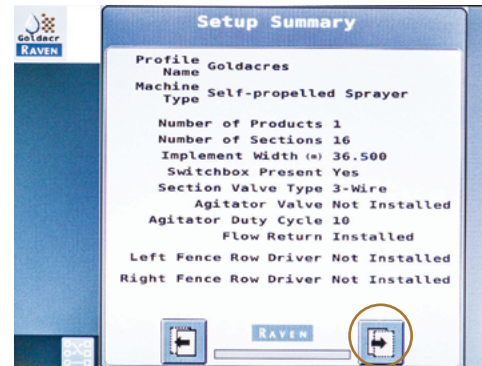 Setup Summary
Goldacr
RAVEN
Profile Name Goldacres
Machine Type Self-propelled Sprayer
Number of Products 1
Number of Sections 16
Implement Width (m) 36.500
Switchbox Present Yes
Section Valve Type 3-Wire
Agitator Valve Not Installed
Agitator Duty Cycle 10
Flow Return Installed
Left Fence Row Driver Not Installed
Right Fence Row Driver Not Installed
RAVEN